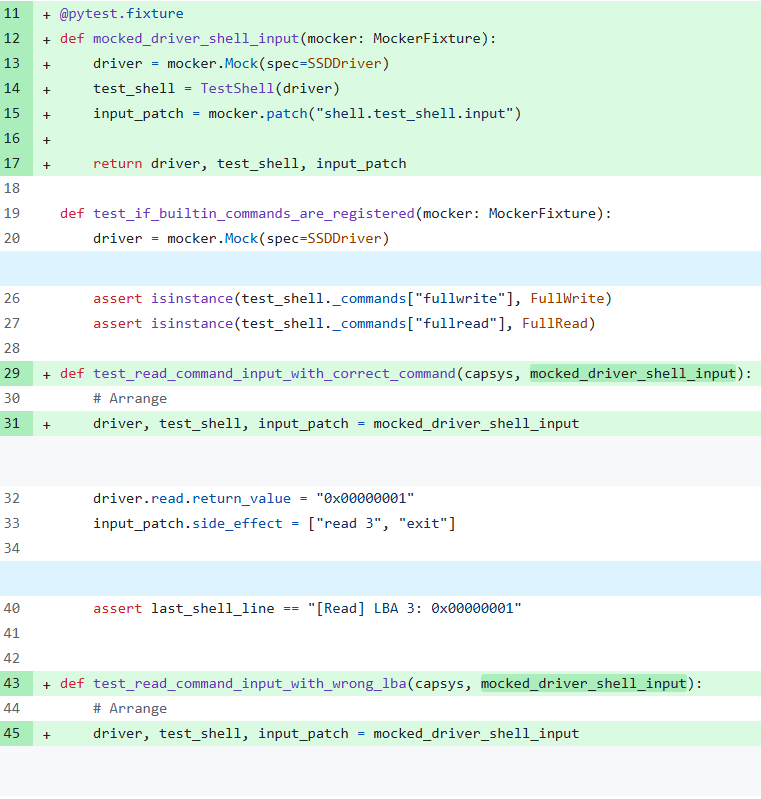 11 + @pytest.fixture
12 + def mocked_driver_shell_input(mocker: MockerFixture):
13 +     driver = mocker.Mock(spec=SSDDriver)
14 +     test_shell = TestShell(driver)
15 +     input_patch = mocker.patch("shell.test_shell.input")
16 +
17 +     return driver, test_shell, input_patch
18
19   def test_if_builtin_commands_are_registered(mocker: MockerFixture):
20       driver = mocker.Mock(spec=SSDDriver)
26       assert isinstance(test_shell._commands["fullwrite"], FullWrite)
27       assert isinstance(test_shell._commands["fullread"], FullRead)
28
29 + def test_read_command_input_with_correct_command(capsys, mocked_driver_shell_input):
30       # Arrange
31 +     driver, test_shell, input_patch = mocked_driver_shell_input
32       driver.read.return_value = "0x00000001"
33       input_patch.side_effect = ["read 3", "exit"]
34
40       assert last_shell_line == "[Read] LBA 3: 0x00000001"
41
42
43 + def test_read_command_input_with_wrong_lba(capsys, mocked_driver_shell_input):
44       # Arrange
45 +     driver, test_shell, input_patch = mocked_driver_shell_input